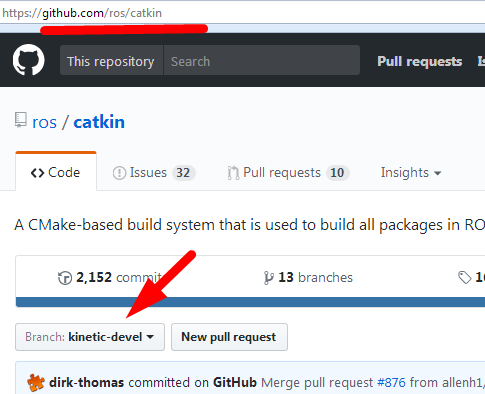 https://github.com/ros/catkin
This repository Search Pull requests Is
ros / catkin
Code Issues 32 Pull requests 10 Insights
A CMake-based build system that is used to build all packages in RO
2,152 commit 13 branches 1
Branch: kinetic-devel New pull request
dirk-thomas committed on GitHub Merge pull request #876 from allenh1/